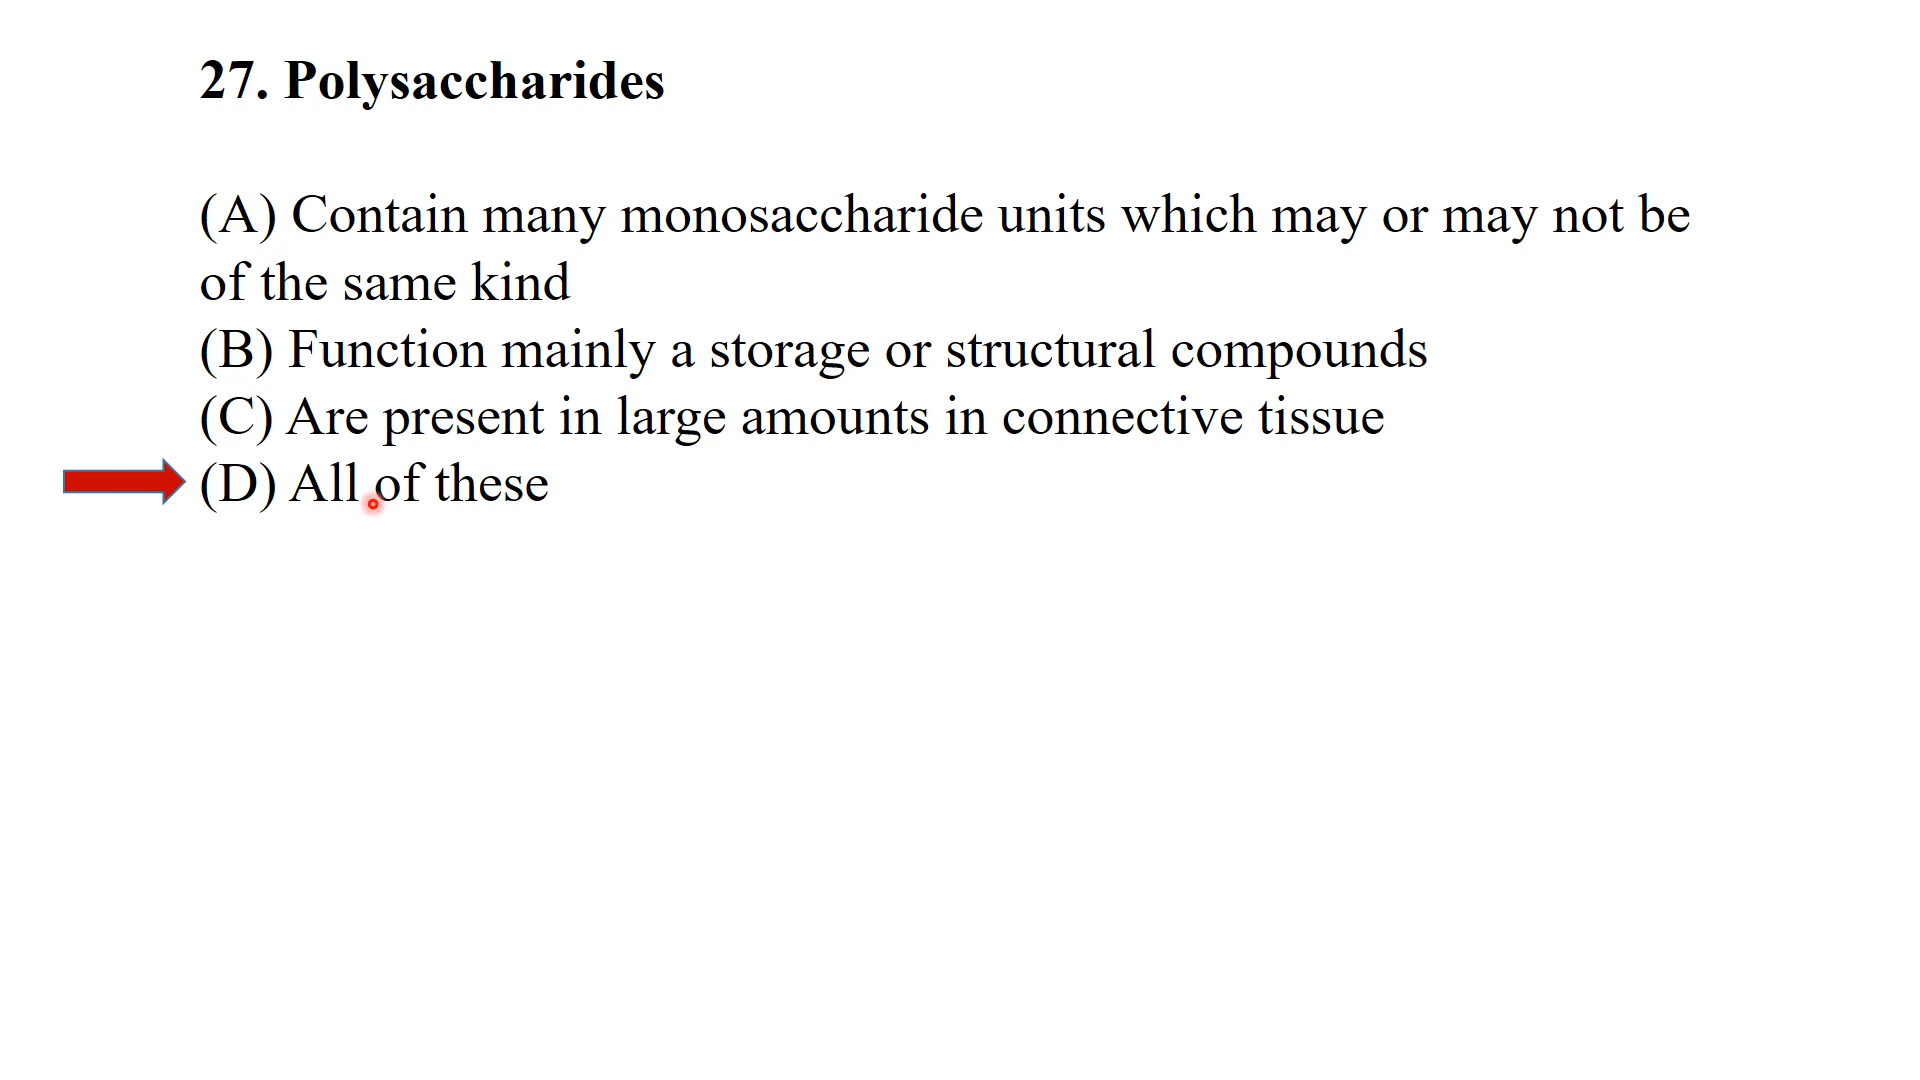 27. Polysaccharides
(A) Contain many monosaccharide units which may or may not be
of the same kind
(B) Function mainly a storage or structural compounds
(C) Are present in large amounts in connective tissue
(D) All of these